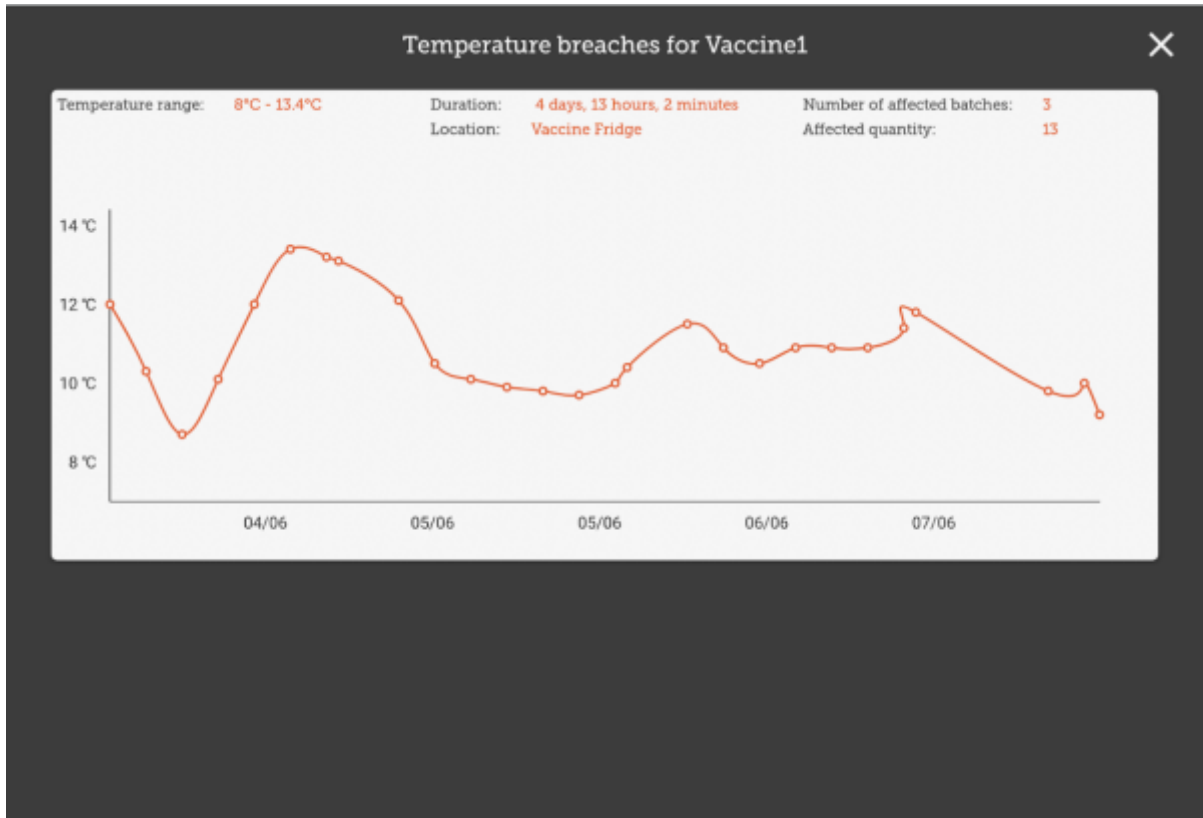 Temperature breaches for Vaccine1
Temperature range: 8°C - 13.4°C
Duration: 4 days, 13 hours, 2 minutes
Location: Vaccine Fridge
Number of affected batches: 3
Affected quantity: 13
14 °C
12 °C
10 °C
8 °C
04/06 05/06 05/06 06/06 07/06